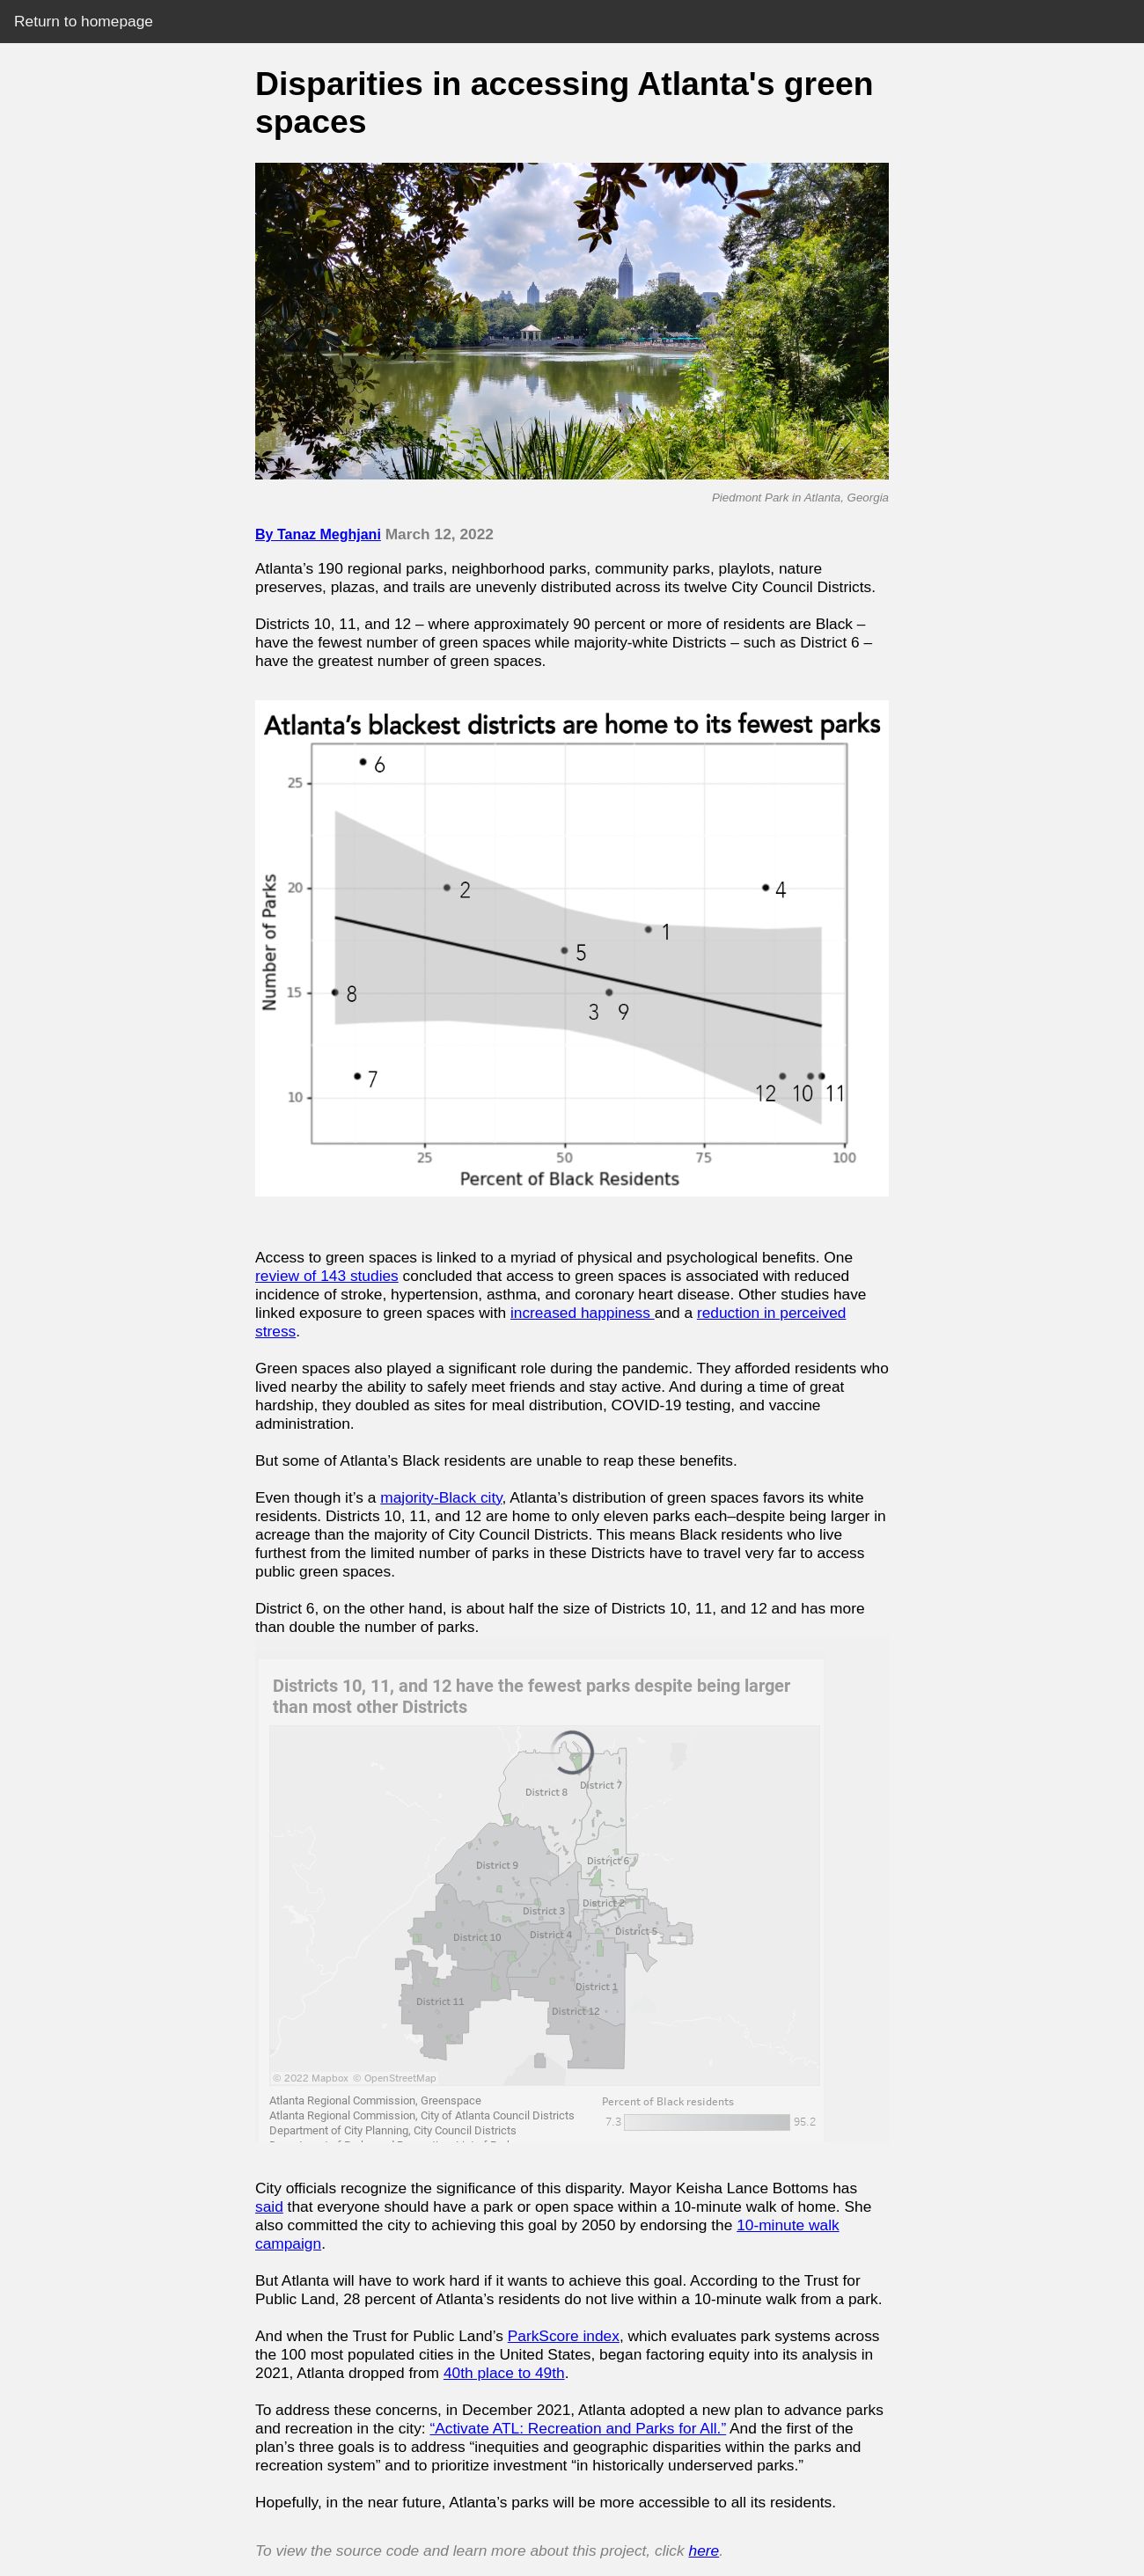 Return to homepage
Disparities in accessing Atlanta's green
spaces
Piedmont Park in Atlanta, Georgia
By Tanaz Meghjani March 12, 2022
Atlanta’s 190 regional parks, neighborhood parks, community parks, playlots, nature
preserves, plazas, and trails are unevenly distributed across its twelve City Council Districts.
Districts 10, 11, and 12 – where approximately 90 percent or more of residents are Black –
have the fewest number of green spaces while majority-white Districts – such as District 6 –
have the greatest number of green spaces.
Atlanta’s blackest districts are home to its fewest parks
6
25
20
2
4
1
5
Number of Parks
15
8
3 9
7
10
12 10 11
25 50 75 100
Percent of Black Residents
Access to green spaces is linked to a myriad of physical and psychological benefits. One
review of 143 studies concluded that access to green spaces is associated with reduced
incidence of stroke, hypertension, asthma, and coronary heart disease. Other studies have
linked exposure to green spaces with increased happiness and a reduction in perceived
stress.
Green spaces also played a significant role during the pandemic. They afforded residents who
lived nearby the ability to safely meet friends and stay active. And during a time of great
hardship, they doubled as sites for meal distribution, COVID-19 testing, and vaccine
administration.
But some of Atlanta’s Black residents are unable to reap these benefits.
Even though it’s a majority-Black city, Atlanta’s distribution of green spaces favors its white
residents. Districts 10, 11, and 12 are home to only eleven parks each–despite being larger in
acreage than the majority of City Council Districts. This means Black residents who live
furthest from the limited number of parks in these Districts have to travel very far to access
public green spaces.
District 6, on the other hand, is about half the size of Districts 10, 11, and 12 and has more
than double the number of parks.
Districts 10, 11, and 12 have the fewest parks despite being larger
than most other Districts
District 7
District 8
District 6
District 9
District 2
District 3
District 5
District 4
District 10
District 1
District 11
District 12
© 2022 Mapbox © OpenStreetMap
Atlanta Regional Commission, Greenspace
Atlanta Regional Commission, City of Atlanta Council Districts
Department of City Planning, City Council Districts
Percent of Black residents
7.3 95.2
City officials recognize the significance of this disparity. Mayor Keisha Lance Bottoms has
said that everyone should have a park or open space within a 10-minute walk of home. She
also committed the city to achieving this goal by 2050 by endorsing the 10-minute walk
campaign.
But Atlanta will have to work hard if it wants to achieve this goal. According to the Trust for
Public Land, 28 percent of Atlanta’s residents do not live within a 10-minute walk from a park.
And when the Trust for Public Land’s ParkScore index, which evaluates park systems across
the 100 most populated cities in the United States, began factoring equity into its analysis in
2021, Atlanta dropped from 40th place to 49th.
To address these concerns, in December 2021, Atlanta adopted a new plan to advance parks
and recreation in the city: “Activate ATL: Recreation and Parks for All.” And the first of the
plan’s three goals is to address “inequities and geographic disparities within the parks and
recreation system” and to prioritize investment “in historically underserved parks.”
Hopefully, in the near future, Atlanta’s parks will be more accessible to all its residents.
To view the source code and learn more about this project, click here.